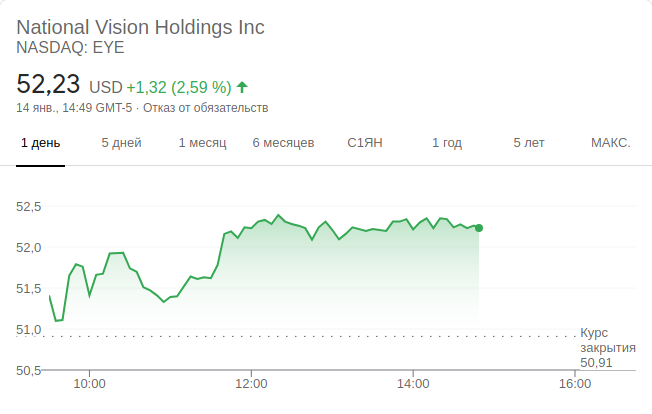 National Vision Holdings Inc
NASDAQ: EYE
52,23 USD +1,32 (2,59 %)
14 янв., 14:49 GMT-5 · Отказ от обязательств
1 день 5 дней 1 месяц 6 месяцев С1ЯН 1 год 5 лет МАКС.
52,5
52,0
51,5
51,0
Курс
закрытия
50,91
50,5
10:00 12:00 14:00 16:00